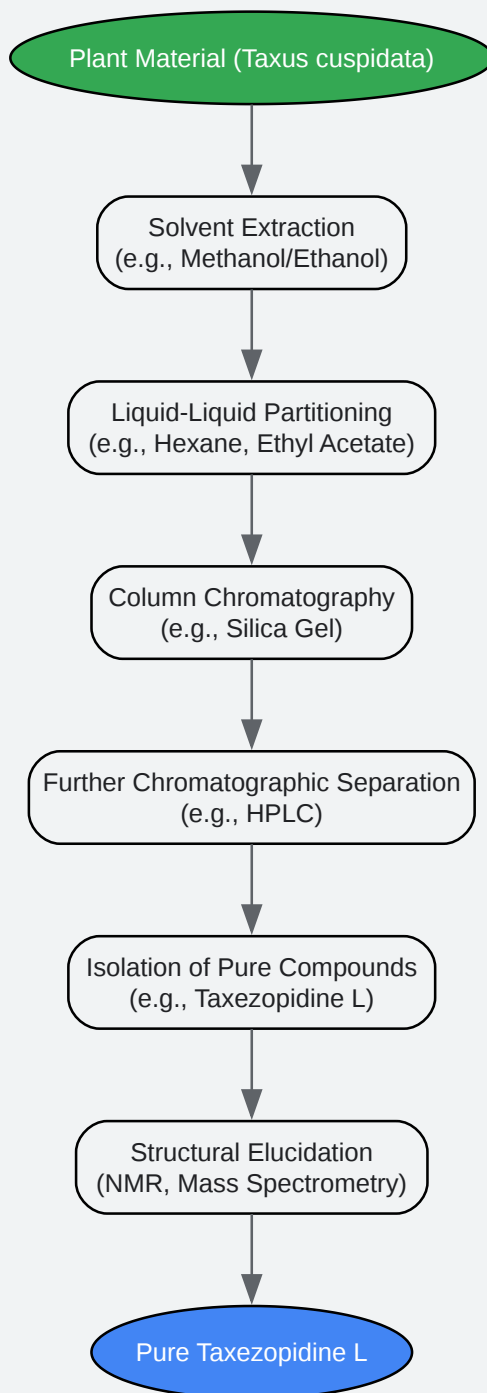 Plant Material (Taxus cuspidata)
Solvent Extraction
(e.g., Methanol/Ethanol)
Liquid-Liquid Partitioning
(e.g., Hexane, Ethyl Acetate)
Column Chromatography
(e.g., Silica Gel)
Further Chromatographic Separation
(e.g., HPLC)
Isolation of Pure Compounds
(e.g., Taxezopidine L)
Structural Elucidation
(NMR, Mass Spectrometry)
Pure Taxezopidine L